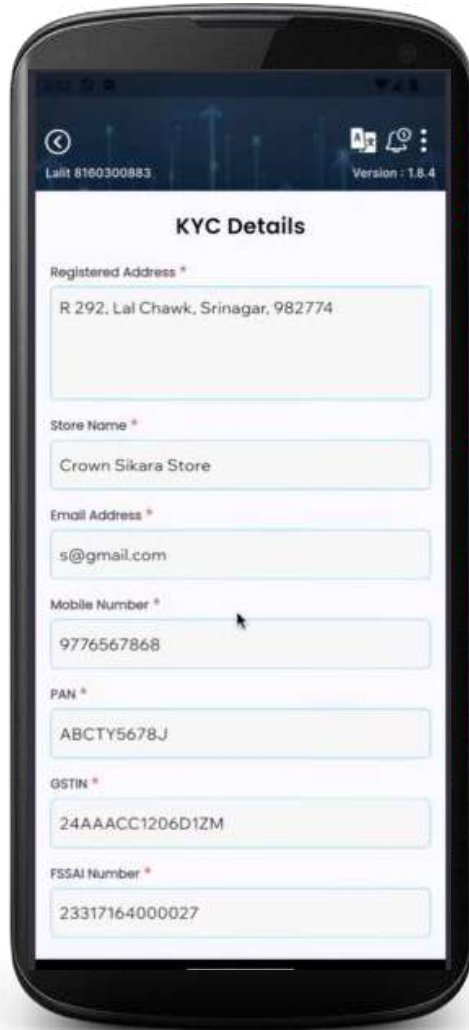 Lalit 8160300883
Version : 1.8.4
KYC Details
Registered Address *
R 292, Lal Chawk, Srinagar, 982774
Store Name *
Crown Sikara Store
Email Address *
s@gmail.com
Mobile Number *
9776567868
PAN *
ABCTY5678J
GSTIN *
24AAACC1206D1ZM
FSSAI Number *
23317164000027